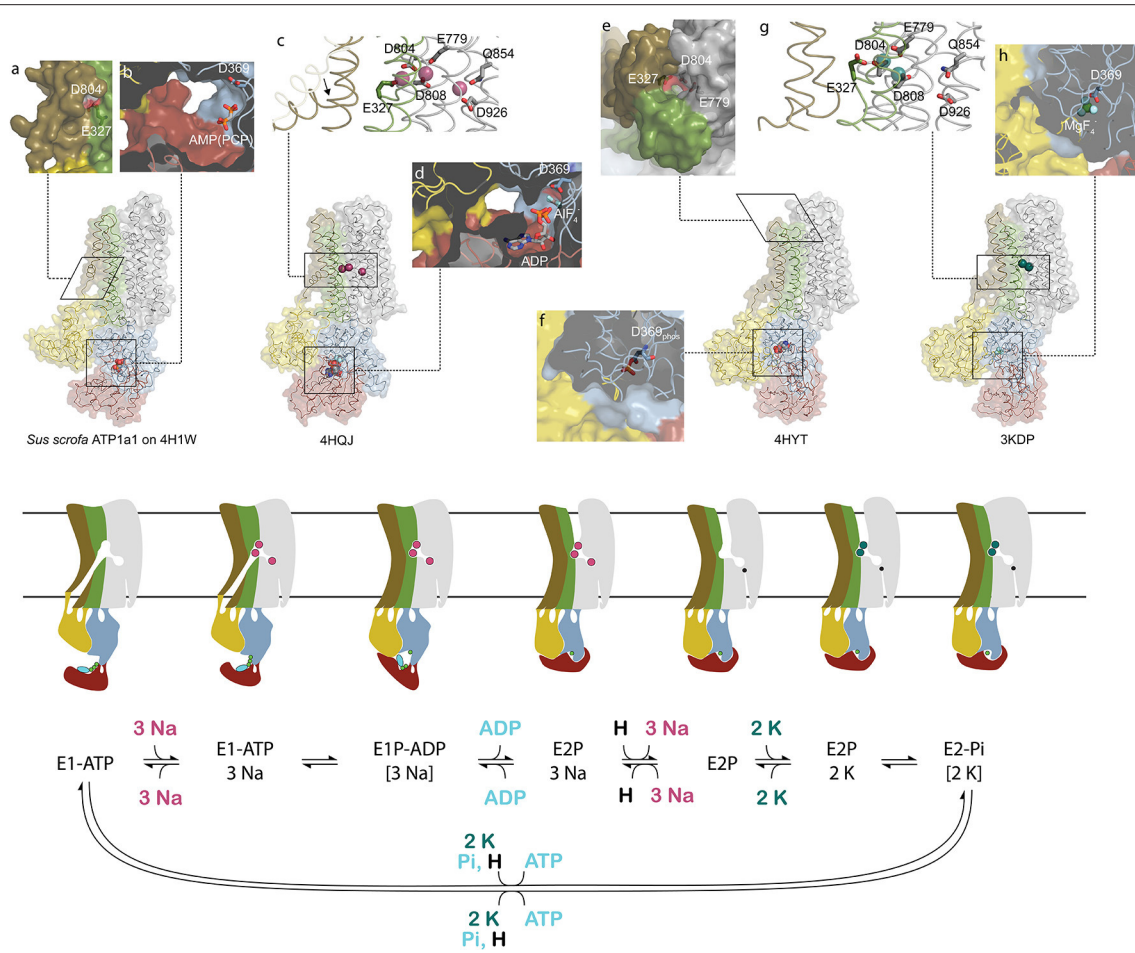 a
D804
E327
b
D369
AMP(PCP)
c
D804
E779
Q854
E327
D808
D926
d
D369
AlF4-
ADP
e
D804
E327
E779
f
D369phos
g
D804
E779
Q854
E327
D808
D926
h
D369
MgF4
Sus scrofa ATP1a1 on 4H1W
4HQJ
4HYT
3KDP
3 Na
ADP
H 3 Na
2 K
E1-ATP
E1-ATP
3 Na
E1P-ADP
[3 Na]
E2P
3 Na
E2P
E2P
2 K
E2-Pi
[2 K]
3 Na
ADP
H 3 Na
2 K
2 K
Pi, H ATP
2 K ATP
Pi, H